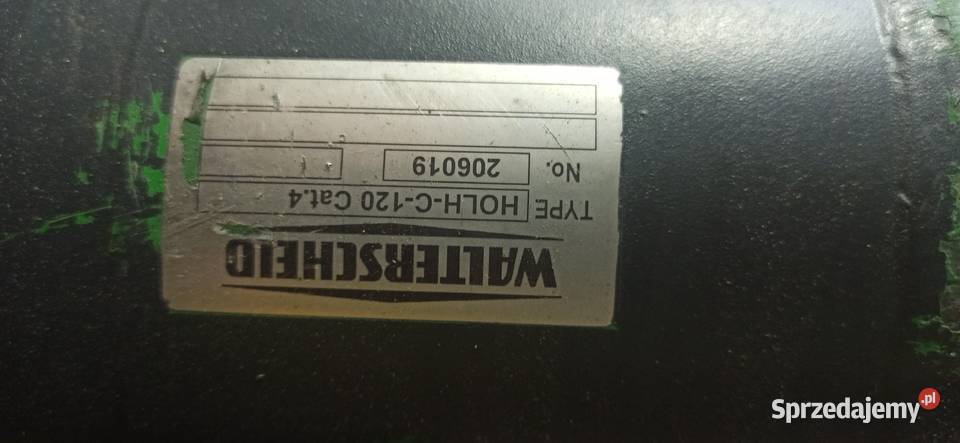 WALTERSCHEID
TYPE HOLH-C-120 Cat.4
No. 206019
Sprzedajemy.pl